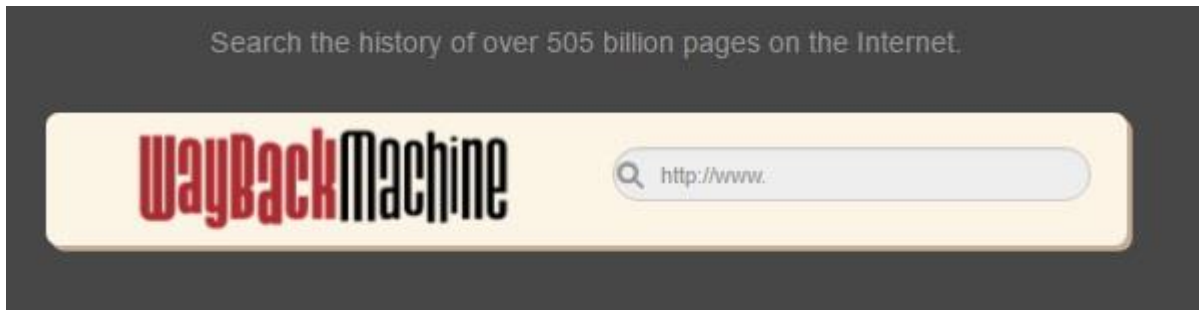 Search the history of over 505 billion pages on the Internet.
WayBackMachine
http://www.